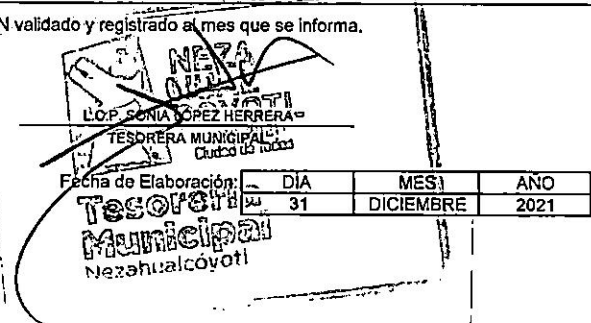 N validado y registrado al mes que se informa.
NEZA
L.O.P. SONIA LÓPEZ HERRERA
TESORERA MUNICIPAL
Ciudad de Todos
Fecha de Elaboración: DÍA MES AÑO
31 DICIEMBRE 2021
Tesorería
Municipal
Nezahualcóyotl